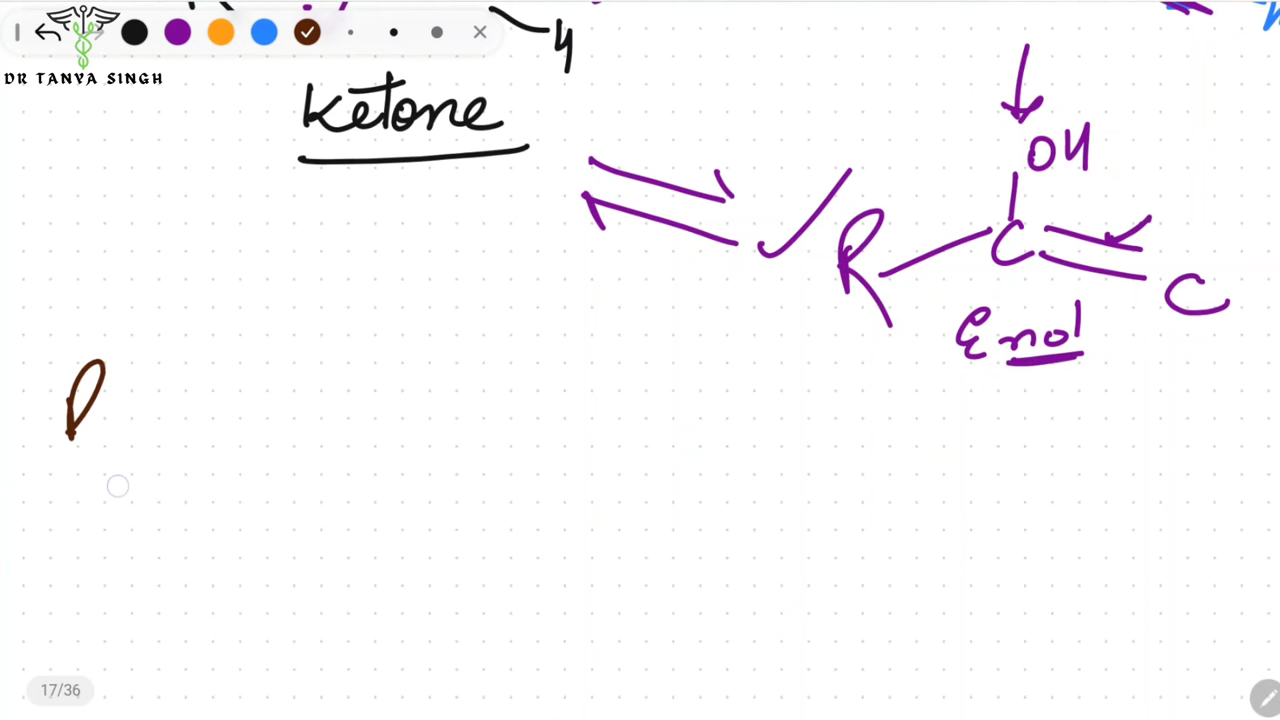 H
DR TANYA SINGH
Ketone
OH
R C C
Enol
P
17/36